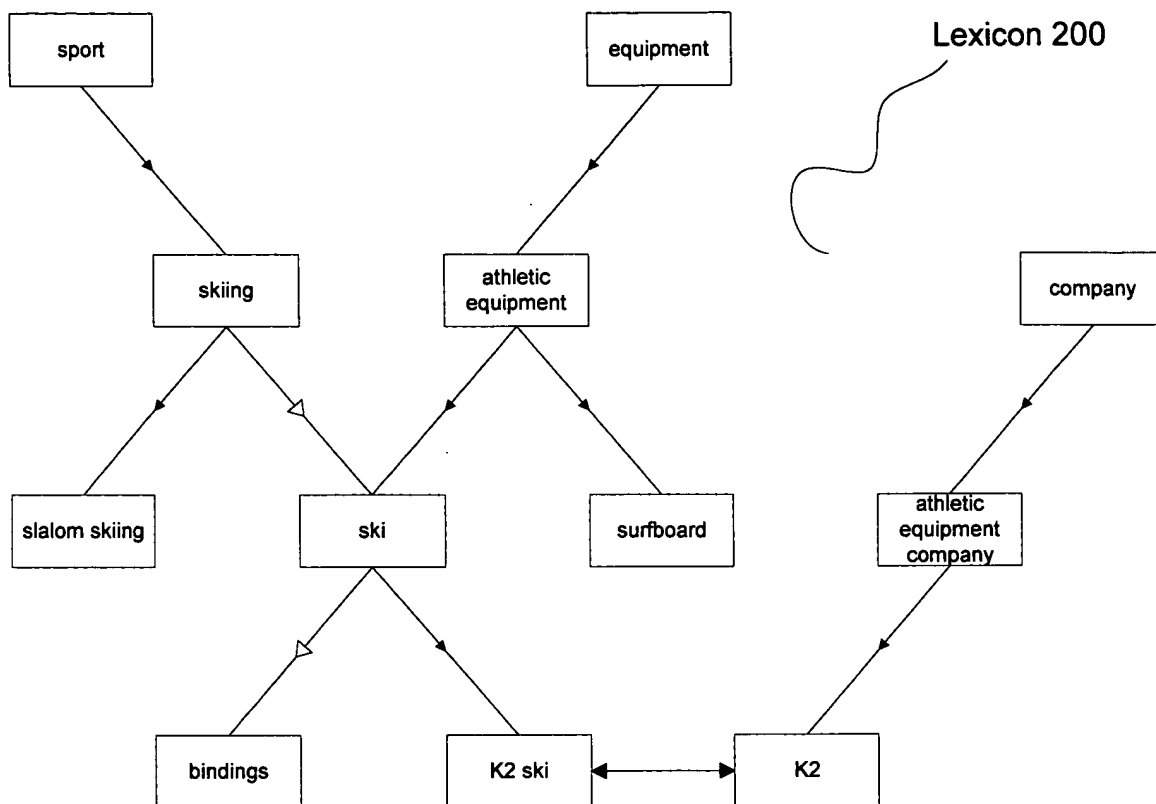 sport
equipment
Lexicon 200
skiing
athletic
equipment
company
slalom skiing
ski
surfboard
athletic
equipment
company
bindings
K2 ski
K2